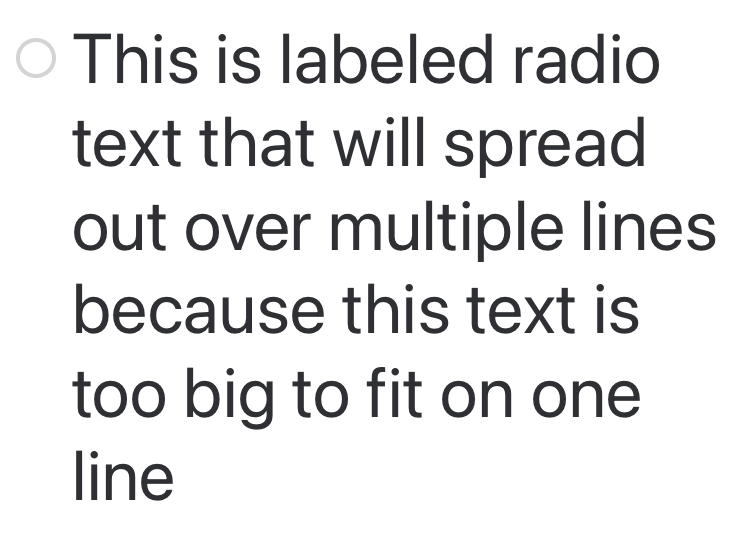 This is labeled radio
text that will spread
out over multiple lines
because this text is
too big to fit on one
line